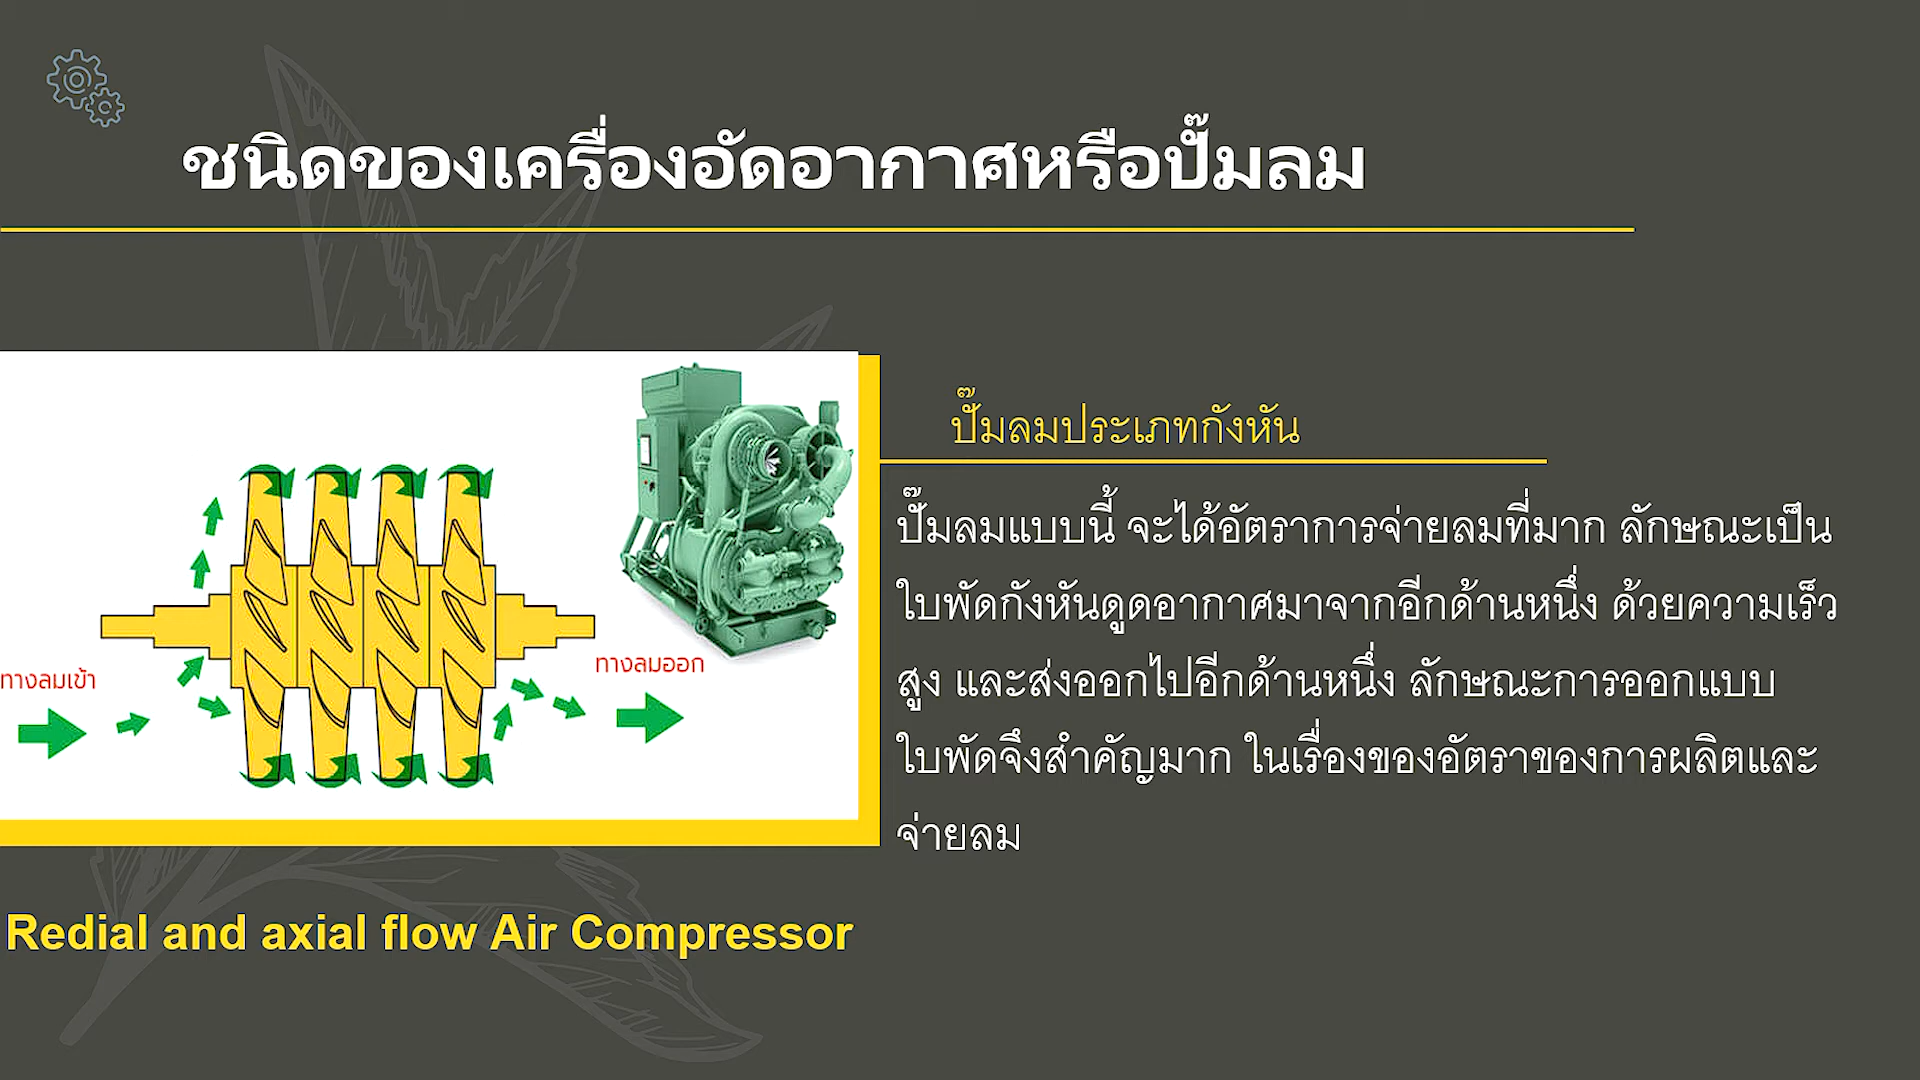 ชนิดของเครื่องอัดอากาศหรือปั๊มลม
ทางลมเข้า
ทางลมออก
Redial and axial flow Air Compressor
ปั๊มลมประเภทกังหัน
ปั๊มลมแบบนี้ จะได้อัตราการจ่ายลมที่มาก ลักษณะเป็น
ใบพัดกังหันดูดอากาศมาจากอีกด้านหนึ่ง ด้วยความเร็ว
สูง และส่งออกไปอีกด้านหนึ่ง ลักษณะการออกแบบ
ใบพัดจึงสำคัญมาก ในเรื่องของอัตราของการผลิตและ
จ่ายลม